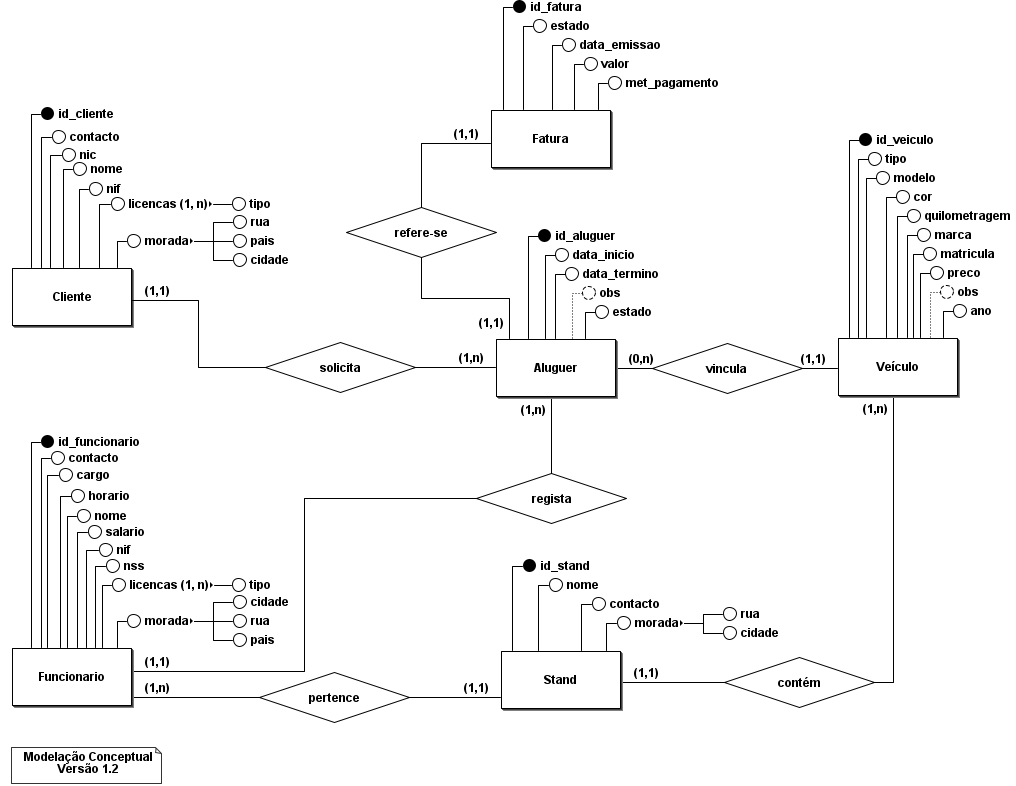 id_fatura
estado
data_emissao
valor
met_pagamento
(1,1)
Fatura
refere-se
id_cliente
contacto
nic
nome
nif
licencas (1, n)
tipo
morada
rua
pais
cidade
Cliente
(1,1)
solicita
(1,n)
id_aluguer
data_inicio
data_termino
obs
estado
(1,1)
Aluguer
(0,n)
vincula
(1,1)
id_veiculo
tipo
modelo
cor
quilometragem
marca
matricula
preco
obs
ano
Veículo
(1,n)
(1,n)
regista
id_funcionario
contacto
cargo
horario
nome
salario
nif
nss
licencas (1, n)
tipo
morada
cidade
rua
pais
Funcionario
(1,1)
(1,n)
pertence
(1,1)
id_stand
nome
contacto
morada
rua
cidade
Stand
(1,1)
contém
Modelação Conceptual
Versão 1.2